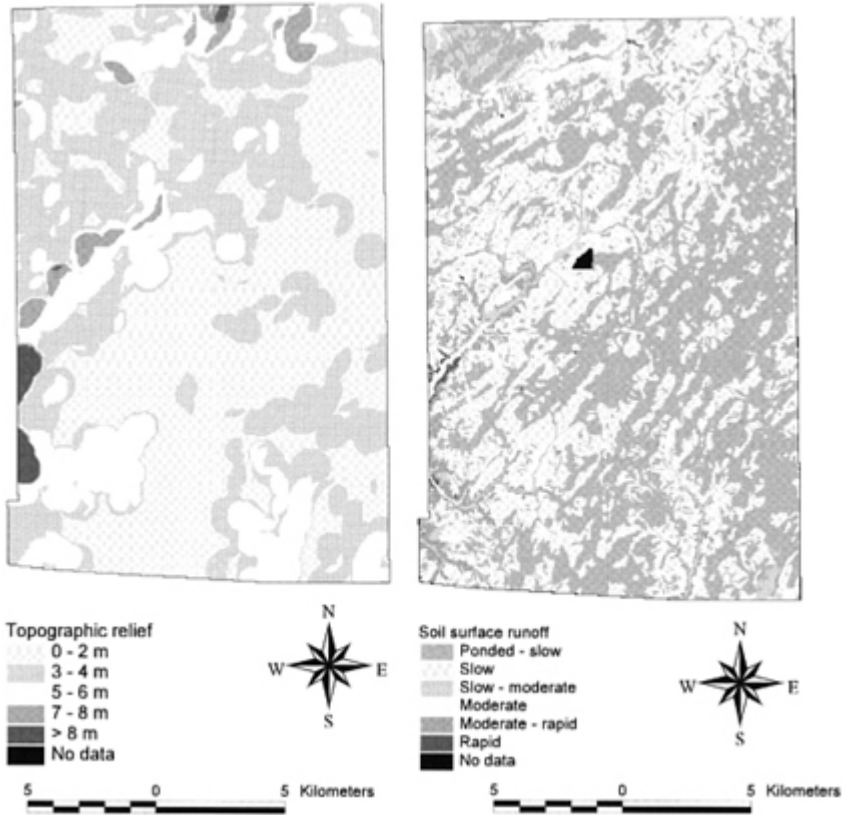 Topographic relief
0 - 2 m
3 - 4 m
5 - 6 m
7 - 8 m
> 8 m
No data
N
W E
S
5 0 5 Kilometers
Soil surface runoff
Ponded - slow
Slow
Slow - moderate
Moderate
Moderate - rapid
Rapid
No data
N
W E
S
5 0 5 Kilometers